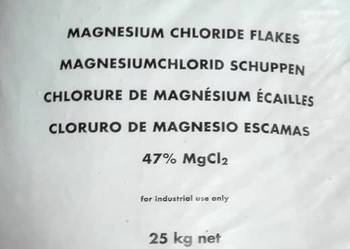 MAGNESIUM CHLORIDE FLAKES
MAGNESIUMCHLORID SCHUPPEN
CHLORURE DE MAGNÉSIUM ÉCAILLES
CLORURO DE MAGNESIO ESCAMAS
47% MgCl₂
for industrial use only
25 kg net